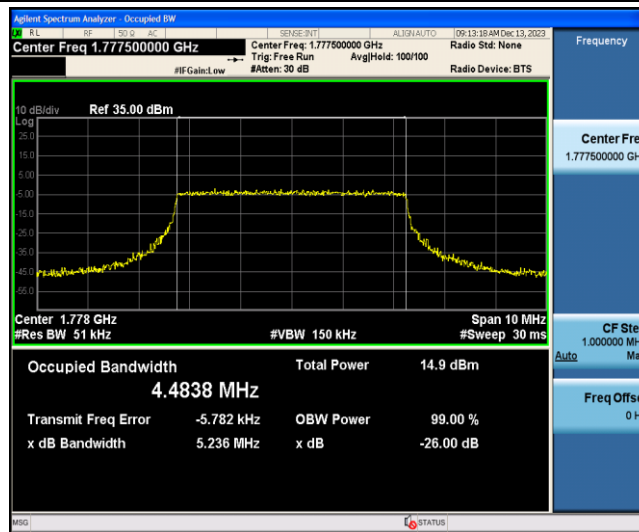 Agilent Spectrum Analyzer - Occupied BW
RL RF 50 Ω AC SENSE:INT ALIGN AUTO 09:13:18 AM Dec 13, 2023
Center Freq 1.777500000 GHz Center Freq: 1.777500000 GHz Radio Std: None Frequency
Trig: Free Run Avg|Hold: 100/100
#IFGain:Low #Atten: 30 dB Radio Device: BTS
10 dB/div Ref 35.00 dBm
Log
25.0
15.0
5.00
-5.00
-15.0
-25.0
-35.0
-45.0
-55.0
Center Fre
1.777500000 GH
Center 1.778 GHz Span 10 MHz
#Res BW 51 kHz #VBW 150 kHz #Sweep 30 ms
CF Ste
1.000000 MH
Auto Ma
Occupied Bandwidth Total Power 14.9 dBm
4.4838 MHz
Transmit Freq Error -5.782 kHz OBW Power 99.00 %
x dB Bandwidth 5.236 MHz x dB -26.00 dB
Freq Offse
0 H
MSG STATUS